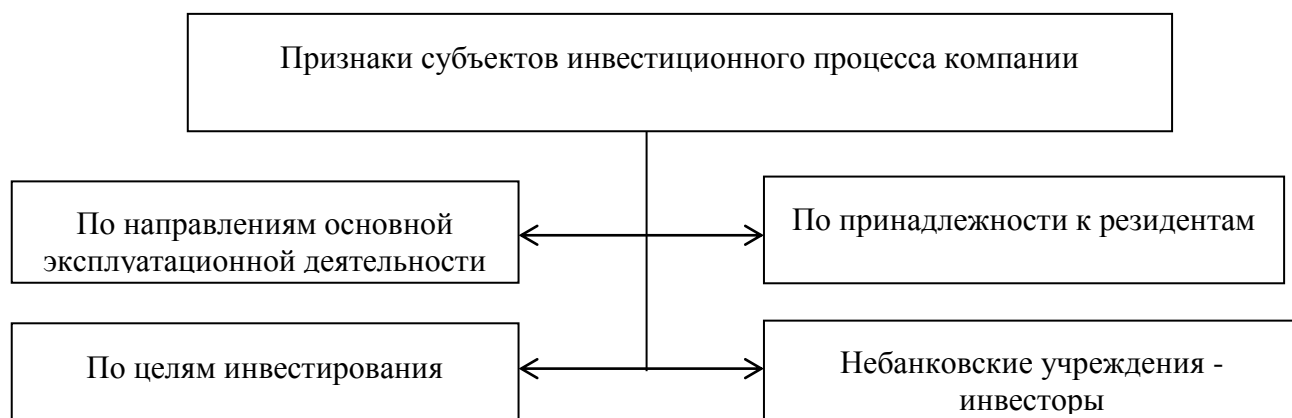 Признаки субъектов инвестиционного процесса компании
По направлениям основной
эксплуатационной деятельности
По принадлежности к резидентам
По целям инвестирования
Небанковские учреждения -
инвесторы